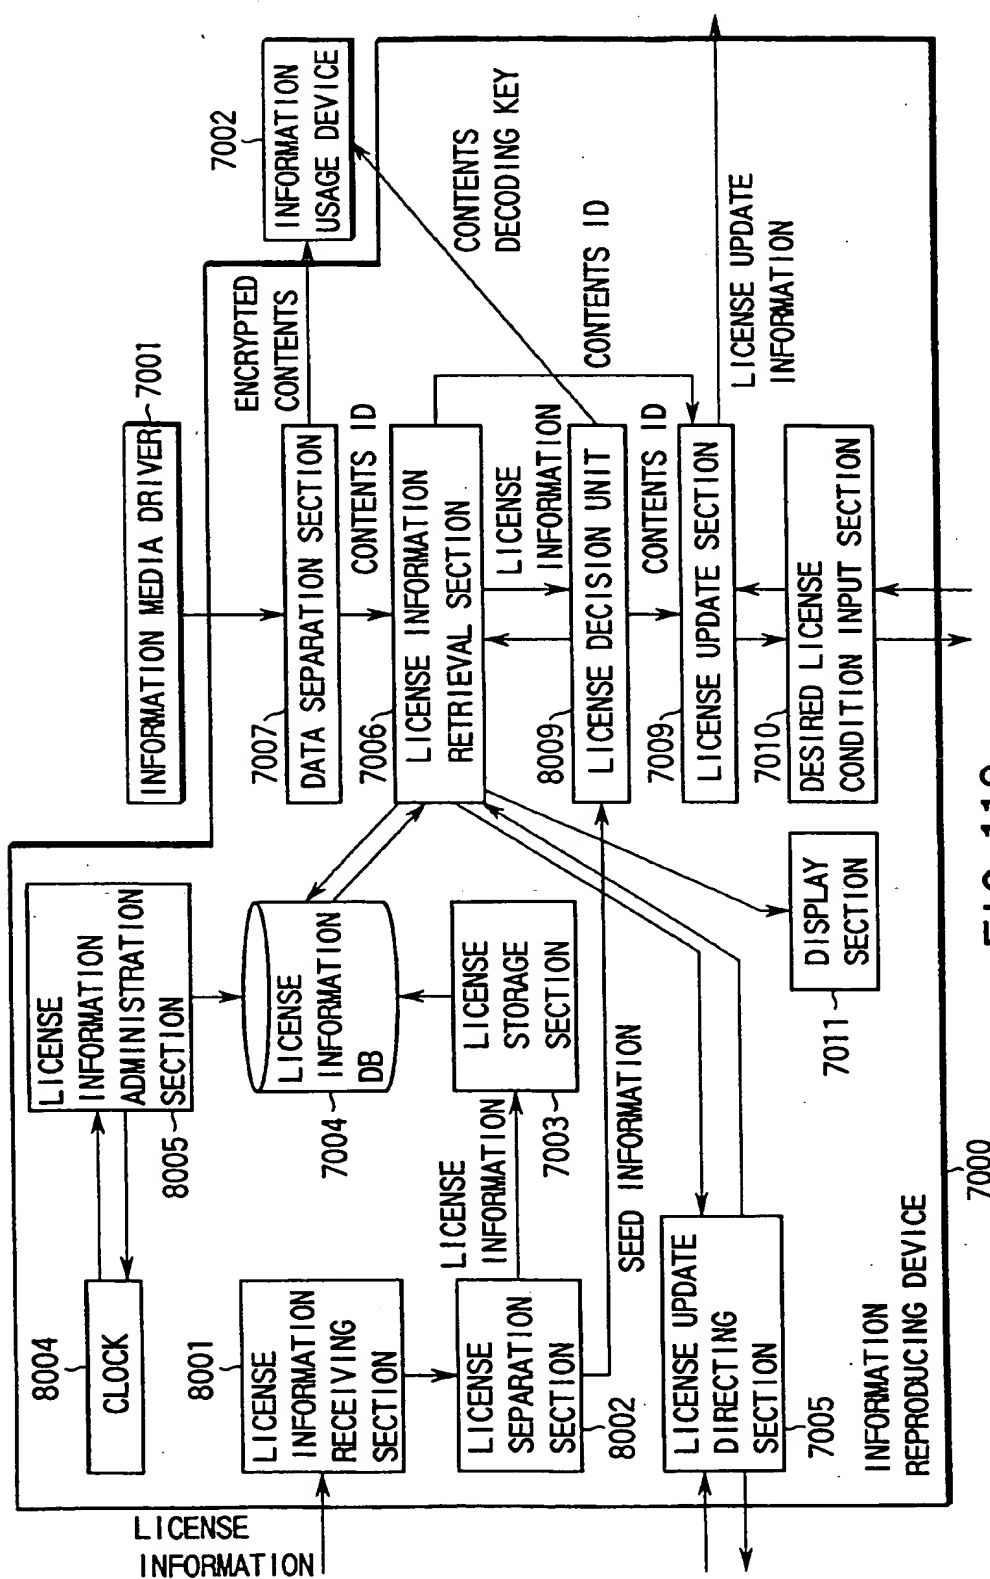 LICENSE
INFORMATION
8004
CLOCK
LICENSE
INFORMATION
ADMINISTRATION
SECTION
8005
8001
LICENSE
INFORMATION
RECEIVING
SECTION
LICENSE
INFORMATION
DB
7004
LICENSE
SEPARATION
SECTION
8002
LICENSE
INFORMATION
LICENSE
STORAGE
SECTION
7003
SEED INFORMATION
LICENSE UPDATE
DIRECTING
SECTION
7005
DISPLAY
SECTION
7011
INFORMATION
REPRODUCING DEVICE
7000
INFORMATION MEDIA DRIVER
7001
7002
INFORMATION
USAGE DEVICE
ENCRYPTED
CONTENTS
7007
DATA SEPARATION SECTION
CONTENTS ID
7006
LICENSE INFORMATION
RETRIEVAL SECTION
CONTENTS
DECODING KEY
CONTENTS ID
LICENSE
INFORMATION
8009
LICENSE DECISION UNIT
CONTENTS ID
7009
LICENSE UPDATE SECTION
LICENSE UPDATE
INFORMATION
7010
DESIRED LICENSE
CONDITION INPUT SECTION